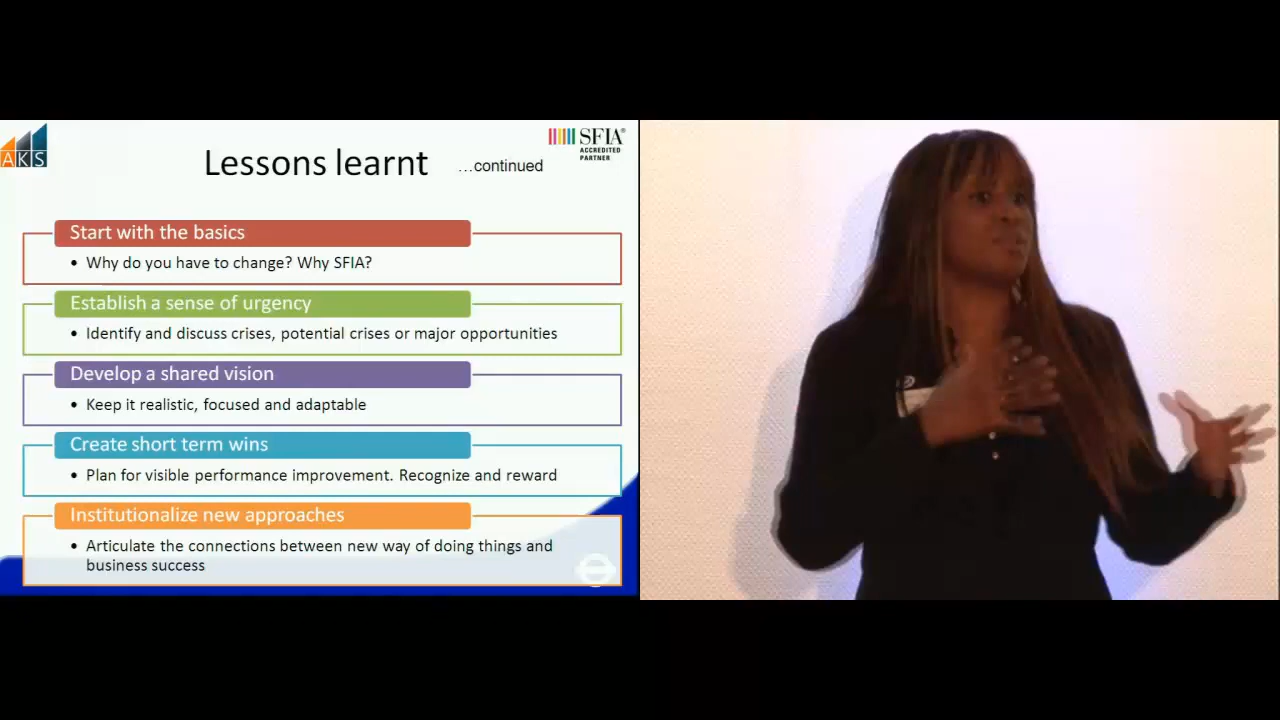 AKS
SFIA®
ACCREDITED
PARTNER
Lessons learnt
...continued
Start with the basics
• Why do you have to change? Why SFIA?
Establish a sense of urgency
• Identify and discuss crises, potential crises or major opportunities
Develop a shared vision
• Keep it realistic, focused and adaptable
Create short term wins
• Plan for visible performance improvement. Recognize and reward
Institutionalize new approaches
• Articulate the connections between new way of doing things and
business success